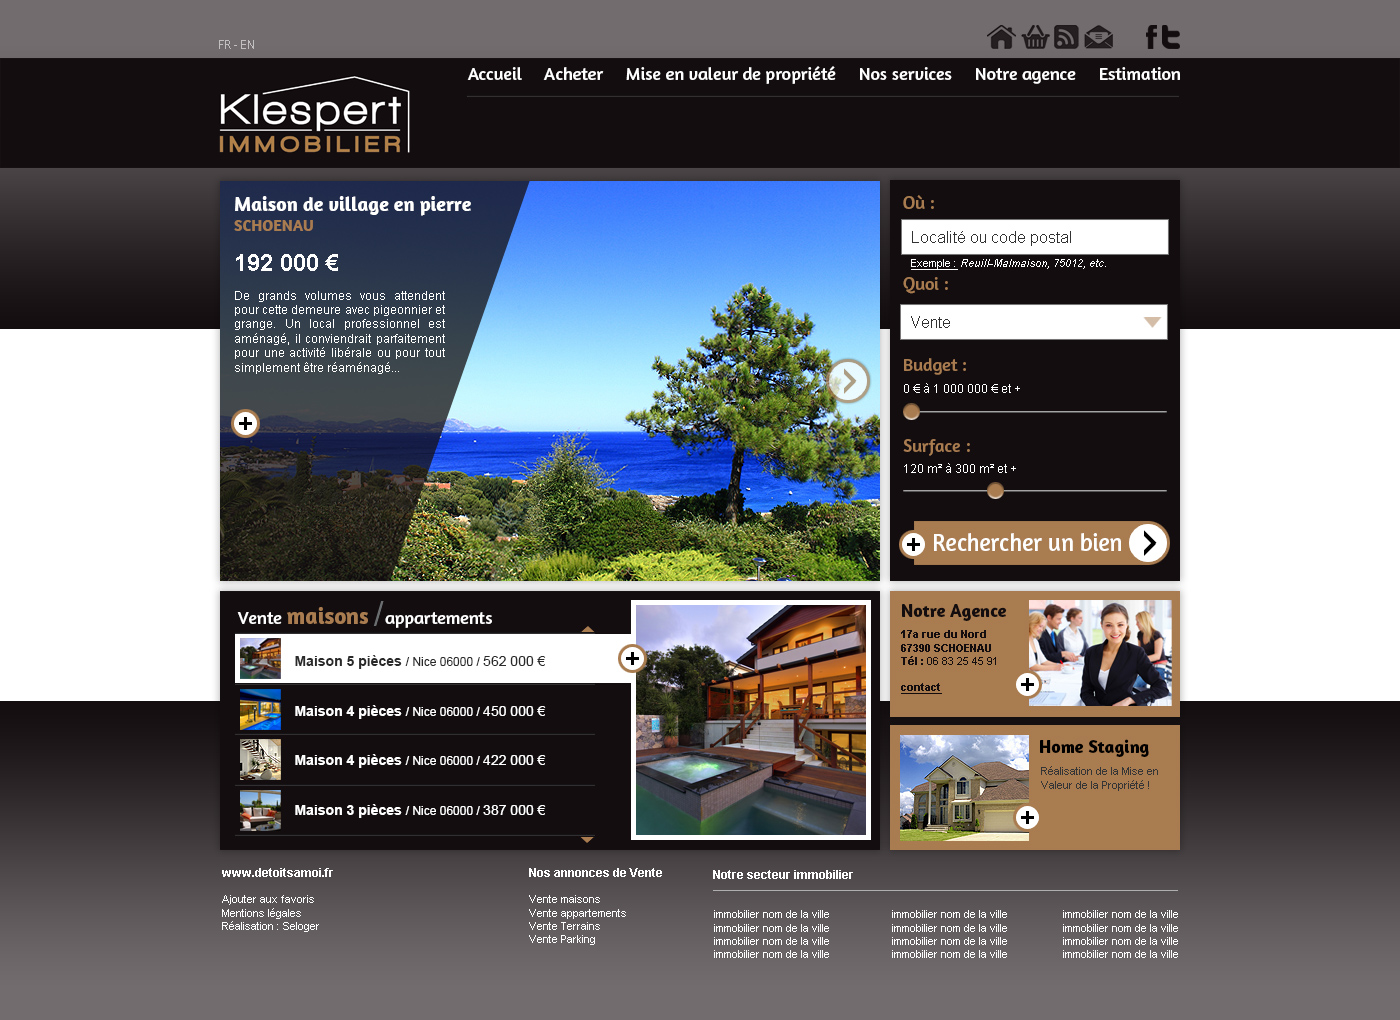 FR - EN
Accueil Acheter Mise en valeur de propriété Nos services Notre agence Estimation
Klespert
IMMOBILIER
Maison de village en pierre
SCHOENAU
192 000 €
De grands volumes vous attendent
pour cette demeure avec pigeonnier et
grange. Un local professionnel est
aménagé, il conviendrait parfaitement
pour une activité libérale ou pour tout
simplement être réaménagé...
Où :
Localité ou code postal
Exemple : Reuill-Malmaison, 75012, etc.
Quoi :
Vente
Budget :
0 € à 1 000 000 € et +
Surface :
120 m² à 300 m² et +
Rechercher un bien
Vente maisons / appartements
Maison 5 pièces / Nice 06000 / 562 000 €
Maison 4 pièces / Nice 06000 / 450 000 €
Maison 4 pièces / Nice 06000 / 422 000 €
Maison 3 pièces / Nice 06000 / 387 000 €
Notre Agence
17a rue du Nord
67390 SCHOENAU
Tél : 06 83 25 45 91
contact
Home Staging
Réalisation de la Mise en
Valeur de la Propriété !
www.detoitsamoi.fr
Ajouter aux favoris
Mentions légales
Réalisation : Seloger
Nos annonces de Vente
Vente maisons
Vente appartements
Vente Terrains
Vente Parking
Notre secteur immobilier
immobilier nom de la ville immobilier nom de la ville immobilier nom de la ville
immobilier nom de la ville immobilier nom de la ville immobilier nom de la ville
immobilier nom de la ville immobilier nom de la ville immobilier nom de la ville
immobilier nom de la ville immobilier nom de la ville immobilier nom de la ville